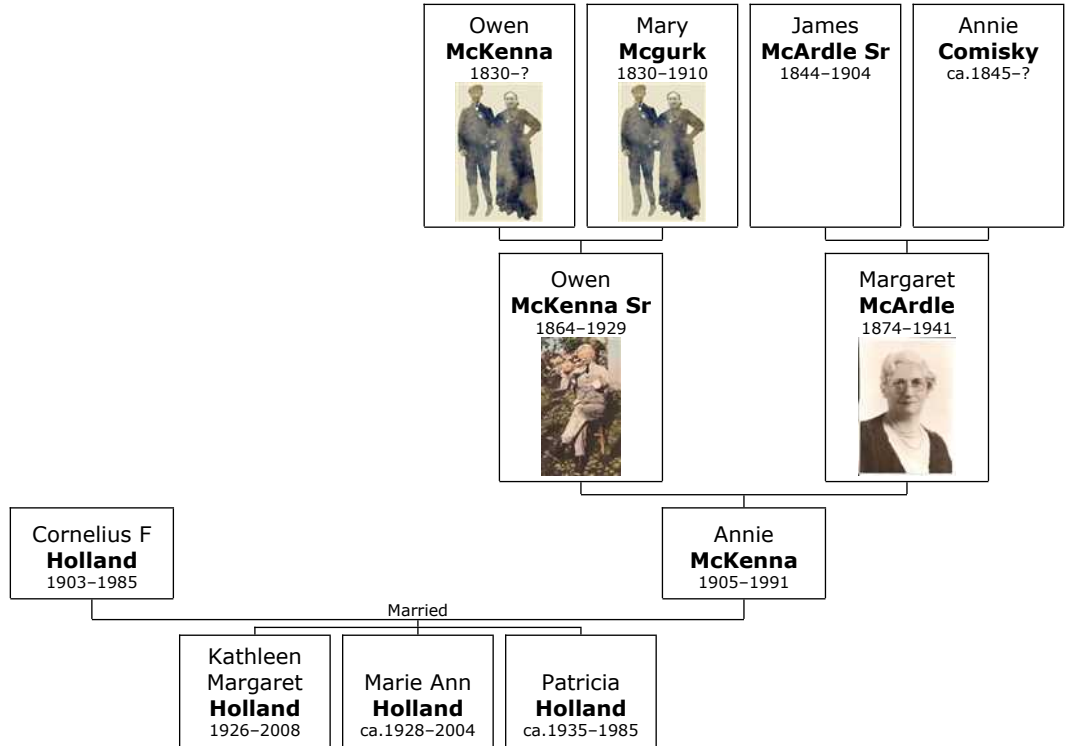 Owen
McKenna
1830–?
Mary
Mcgurk
1830–1910
James
McArdle Sr
1844–1904
Annie
Comisky
ca.1845–?
Owen
McKenna Sr
1864–1929
Margaret
McArdle
1874–1941
Cornelius F
Holland
1903–1985
Annie
McKenna
1905–1991
Married
Kathleen
Margaret
Holland
1926–2008
Marie Ann
Holland
ca.1928–2004
Patricia
Holland
ca.1935–1985